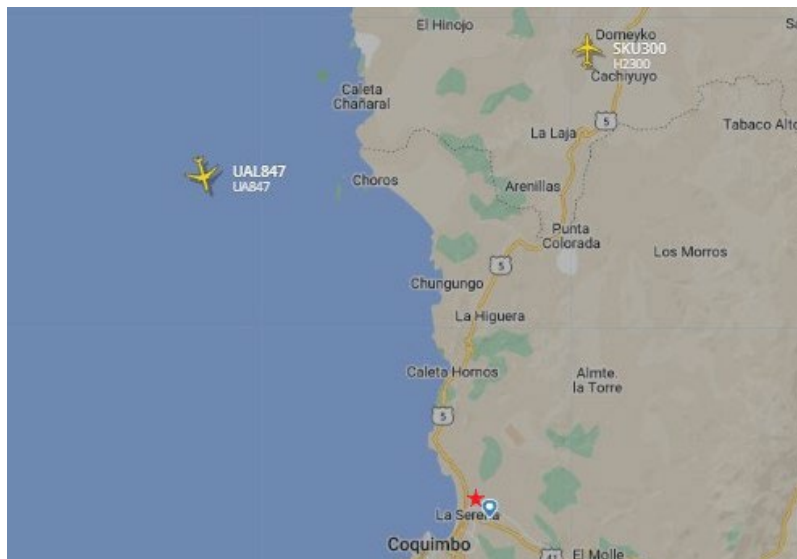 El Hinojo
Domeyko
SKU300
H2300
Cachiyuyo
Caleta
Chañaral
5
La Laja
Tabaco Alto
UAL847
UA847
Choros
Arenillas
Punta
Colorada
Los Morros
5
Chungungo
La Higuera
Caleta Hornos
Almte.
la Torre
5
La Serena
Coquimbo
41
El Molle